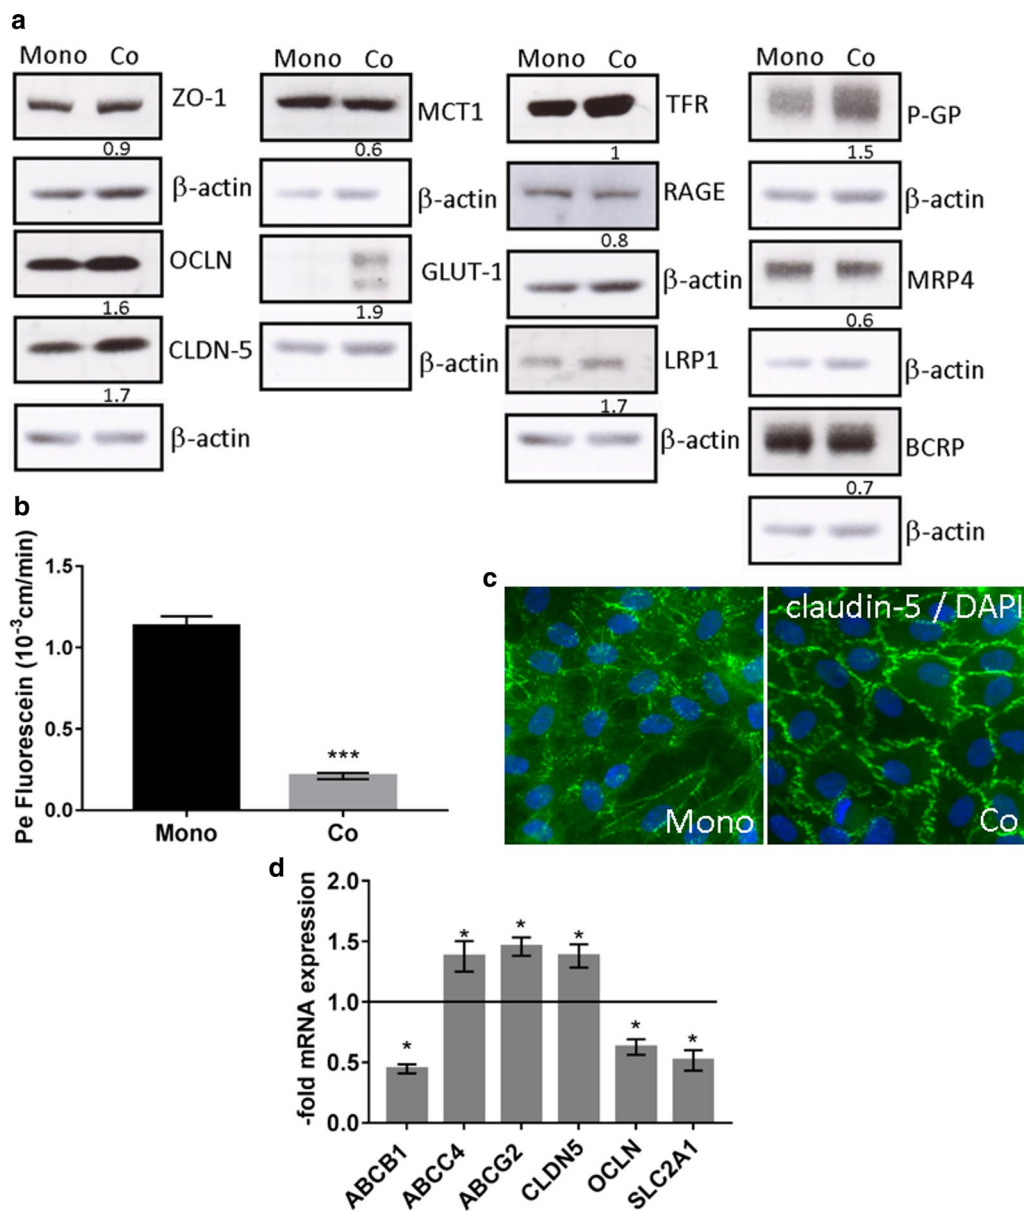 a
Mono Co
ZO-1
0.9
β-actin
OCLN
1.6
CLDN-5
1.7
β-actin
Mono Co
MCT1
0.6
β-actin
GLUT-1
1.9
β-actin
Mono Co
TFR
1
RAGE
0.8
β-actin
LRP1
1.7
β-actin
Mono Co
P-GP
1.5
β-actin
MRP4
0.6
β-actin
BCRP
0.7
β-actin
b
Pe Fluorescein (10⁻³cm/min)
1.5
1.0
0.5
0.0
***
Mono Co
c
claudin-5 / DAPI
Mono
Co
d
-fold mRNA expression
2.0
1.5
1.0
0.5
0.0
* * * * * *
ABCB1 ABCC4 ABCG2 CLDN5 OCLN SLC2A1